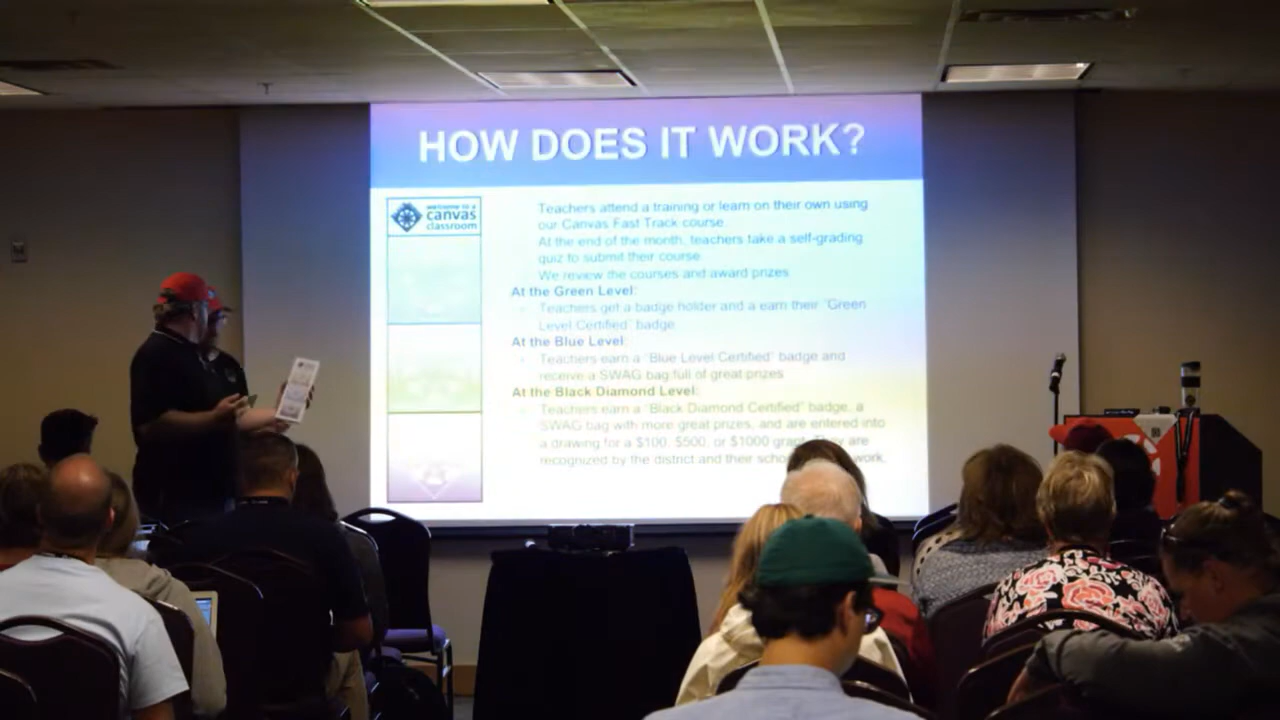 HOW DOES IT WORK?
welcome to a
canvas
classroom
Teachers attend a training or learn on their own using
our Canvas Fast Track course
At the end of the month, teachers take a self-grading
quiz to submit their course
We review the courses and award prizes
At the Green Level:
Teachers get a badge holder and a earn their "Green
Level Certified" badge
At the Blue Level:
Teachers earn a "Blue Level Certified" badge and
receive a SWAG bag full of great prizes
At the Black Diamond Level:
Teachers earn a "Black Diamond Certified" badge, a
SWAG bag with more great prizes, and are entered into
a drawing for a $100, $500, or $1000 grant. They are
recognized by the district and their work.